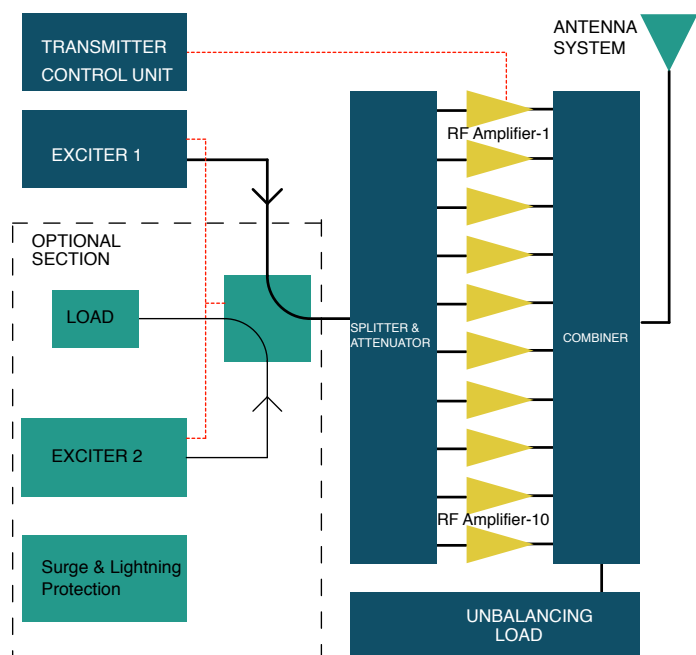 TRANSMITTER
CONTROL UNIT
ANTENNA
SYSTEM
EXCITER 1
RF Amplifier-1
OPTIONAL
SECTION
LOAD
SPLITTER &
ATTENUATOR
COMBINER
EXCITER 2
RF Amplifier-10
Surge & Lightning
Protection
UNBALANCING
LOAD